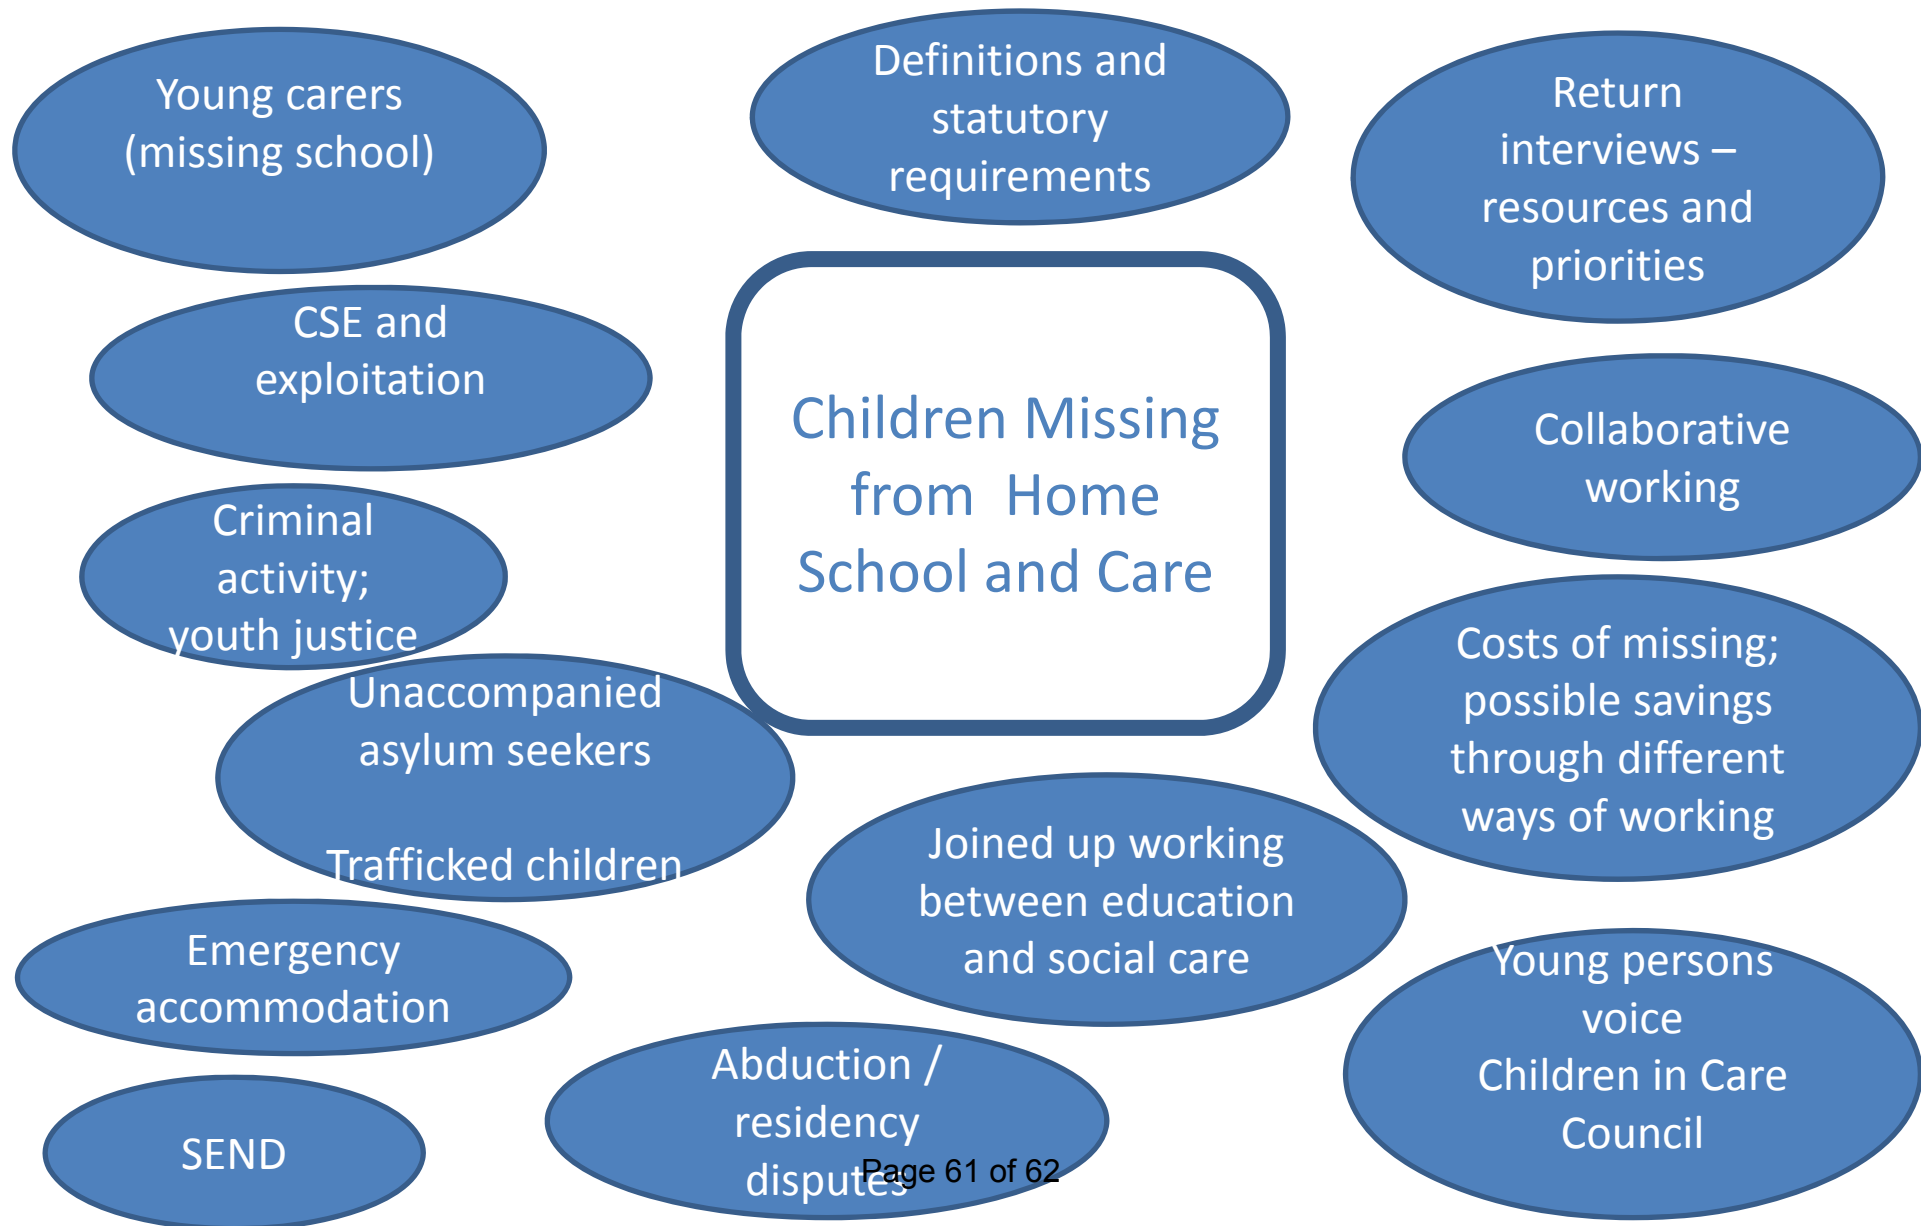 Young carers
(missing school)
Definitions and
statutory
requirements
Return
interviews –
resources and
priorities
CSE and
exploitation
Children Missing
from  Home
School and Care
Collaborative
working
Criminal
activity;
youth justice
Unaccompanied
asylum seekers
Trafficked children
Costs of missing;
possible savings
through different
ways of working
Joined up working
between education
and social care
Emergency
accommodation
Young persons
voice
Children in Care
Council
Abduction /
residency
disputes
SEND
Page 61 of 62